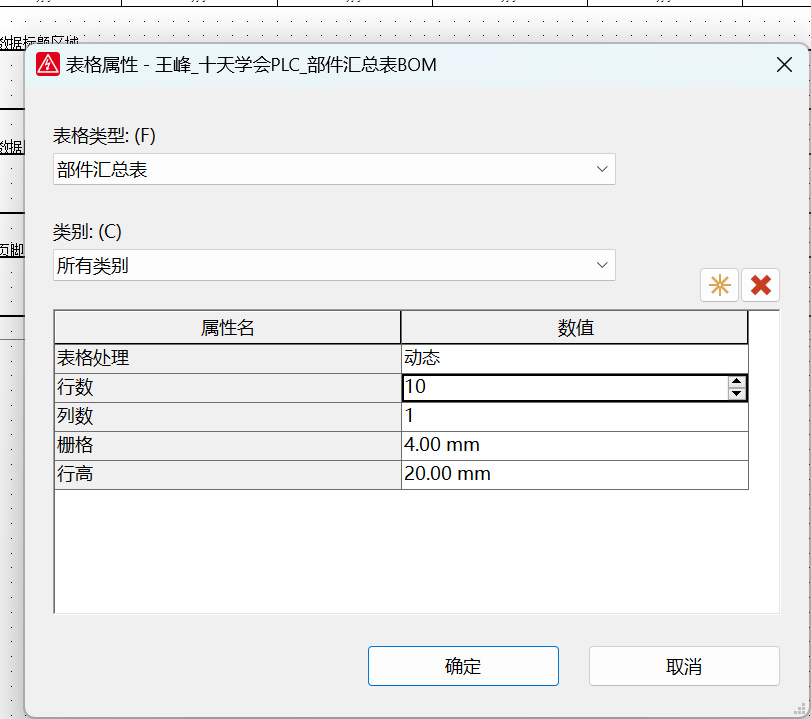 数据标题区域
表格属性 - 王峰_十天学会PLC_部件汇总表BOM
表格类型: (F)
数据
部件汇总表
类别: (C)
页脚
所有类别
属性名 数值
表格处理 动态
行数 10
列数 1
栅格 4.00 mm
行高 20.00 mm
确定 取消